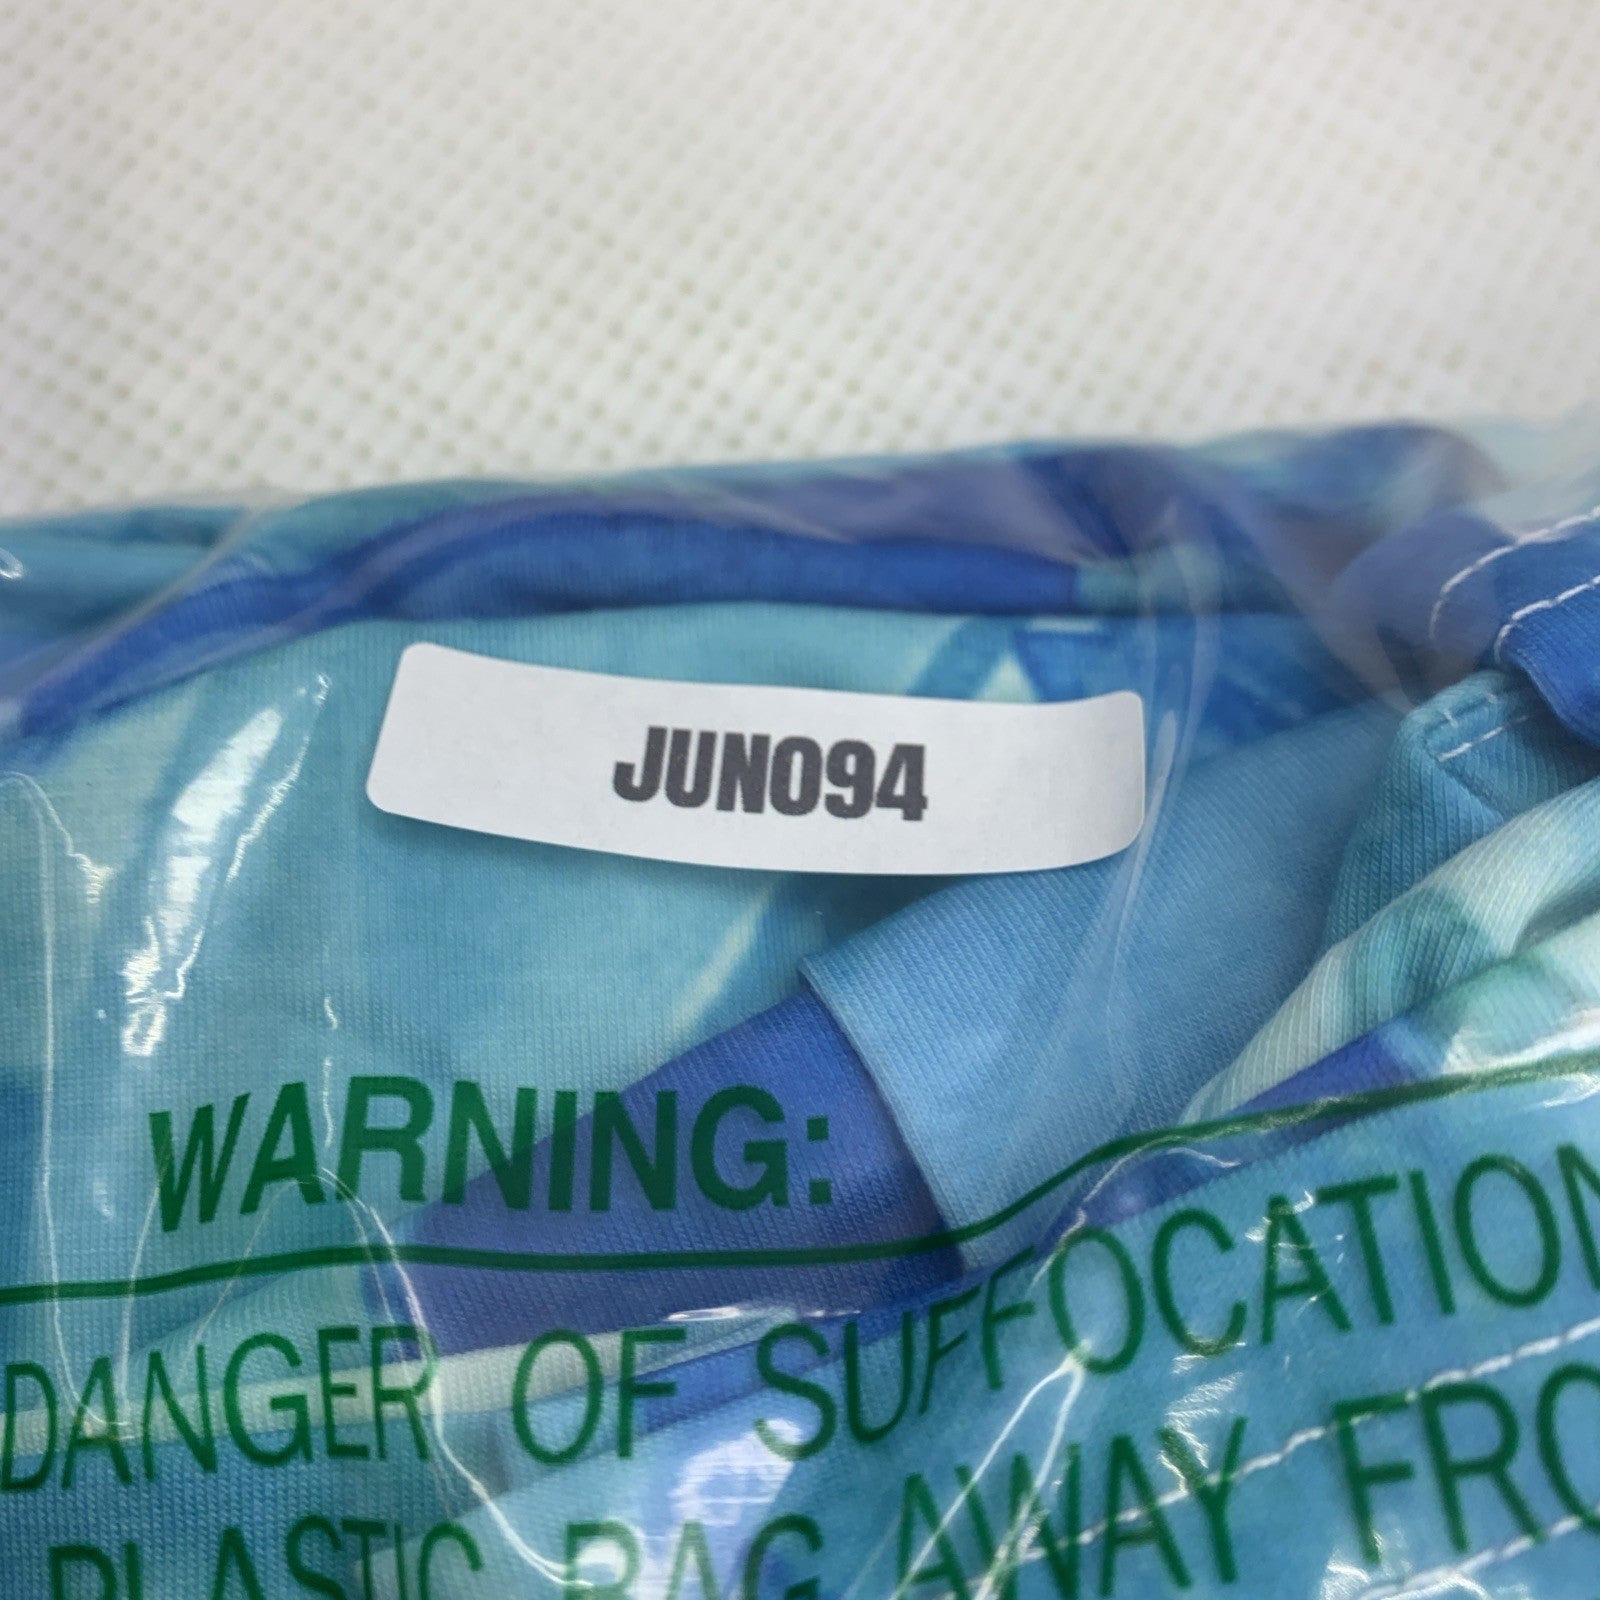 JUN094
WARNING:
DANGER OF SUFFOCATION
PLASTIC BAG AWAY FRO